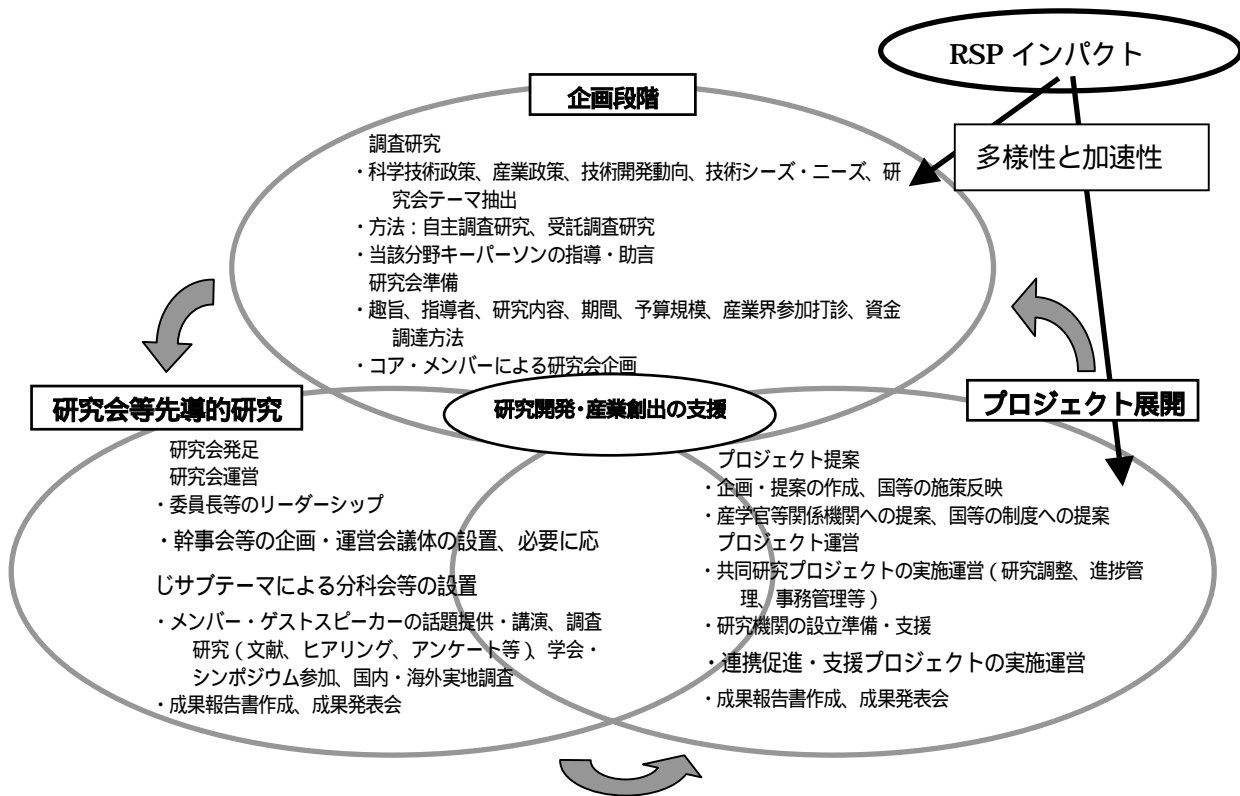 RSP インパクト
多様性と加速性
企画段階
調査研究
・科学技術政策、産業政策、技術開発動向、技術シーズ・ニーズ、研
究会テーマ抽出
・方法：自主調査研究、受託調査研究
・当該分野キーパーソンの指導・助言
研究会準備
・趣旨、指導者、研究内容、期間、予算規模、産業界参加打診、資金
調達方法
・コア・メンバーによる研究会企画
研究開発・産業創出の支援
研究会等先導的研究
研究会発足
研究会運営
・委員長等のリーダーシップ
・幹事会等の企画・運営会議体の設置、必要に応
じサブテーマによる分科会等の設置
・メンバー・ゲストスピーカーの話題提供・講演、調査
研究（文献、ヒアリング、アンケート等）、学会・
シンポジウム参加、国内・海外実地調査
・成果報告書作成、成果発表会
プロジェクト展開
プロジェクト提案
・企画・提案の作成、国等の施策反映
・産学官等関係機関への提案、国等の制度への提案
プロジェクト運営
・共同研究プロジェクトの実施運営（研究調整、進捗管
理、事務管理等）
・研究機関の設立準備・支援
・連携促進・支援プロジェクトの実施運営
・成果報告書作成、成果発表会